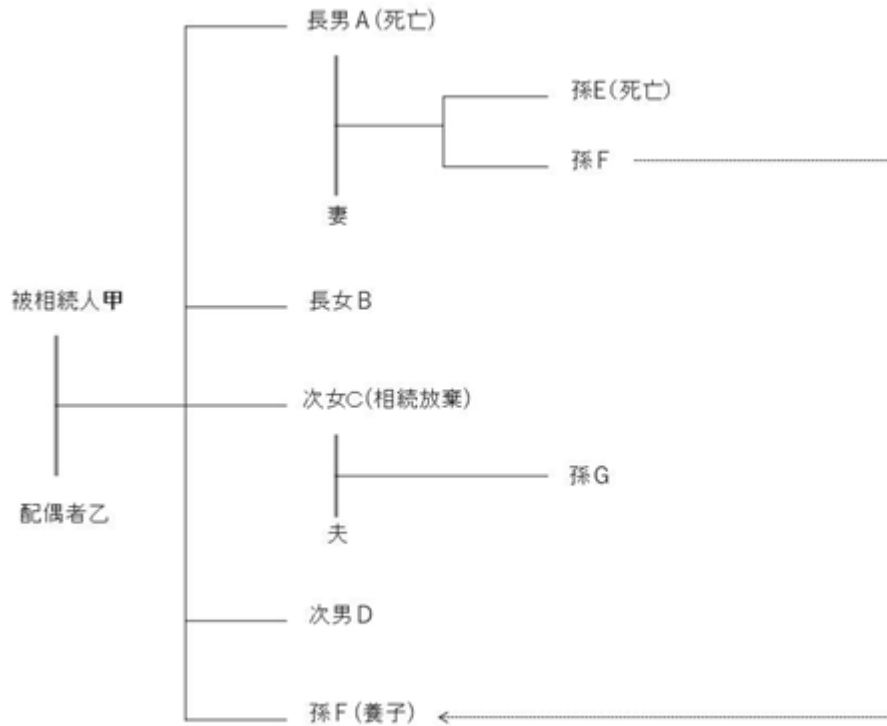 長男A(死亡)
孫E(死亡)
孫F
妻
被相続人甲
長女B
次女C(相続放棄)
孫G
配偶者乙
夫
次男D
孫F(養子)